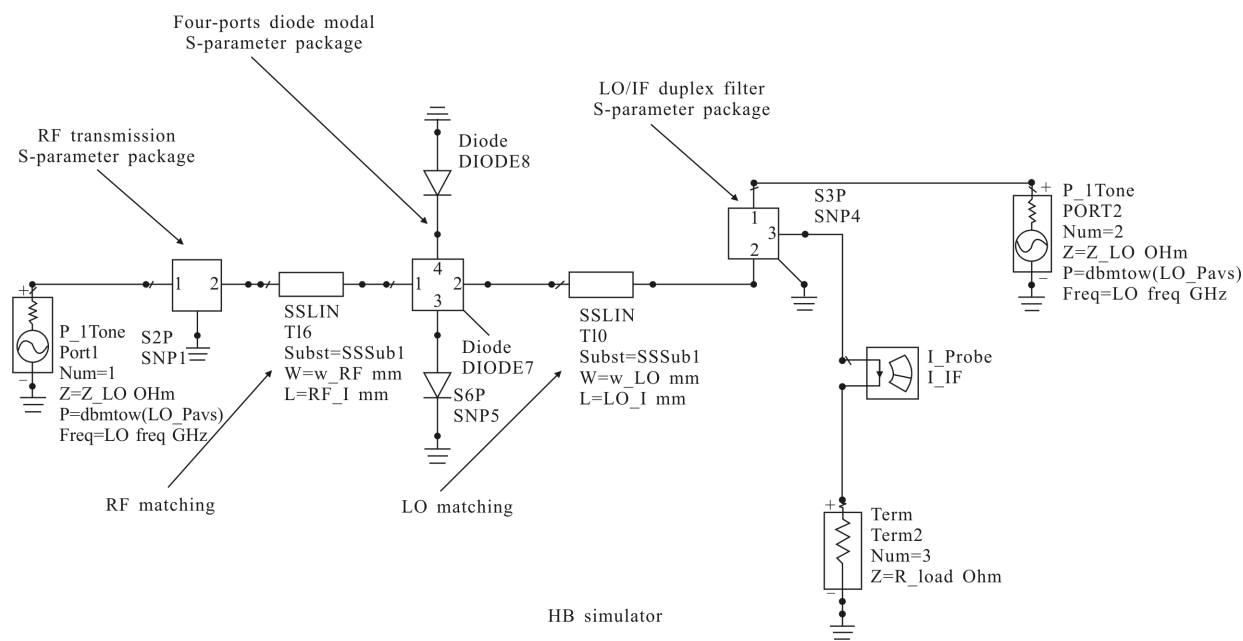 Four-ports diode modal
S-parameter package
LO/IF duplex filter
S-parameter package
RF transmission
S-parameter package
Diode
DIODE8
S3P
SNP4
P_1Tone
PORT2
Num=2
Z=Z_LO OHm
P=dbmtow(LO_Pavs)
Freq=LO freq GHz
+
−
1
3
2
1
2
4
1
2
3
+
−
P_1Tone
Port1
Num=1
Z=Z_LO OHm
P=dbmtow(LO_Pavs)
Freq=LO freq GHz
S2P
SNP1
SSLIN
Tl6
Subst=SSSub1
W=w_RF mm
L=RF_I mm
Diode
DIODE7
S6P
SNP5
SSLIN
Tl0
Subst=SSSub1
W=w_LO mm
L=LO_I mm
I_Probe
I_IF
RF matching
LO matching
+
−
Term
Term2
Num=3
Z=R_load Ohm
HB simulator